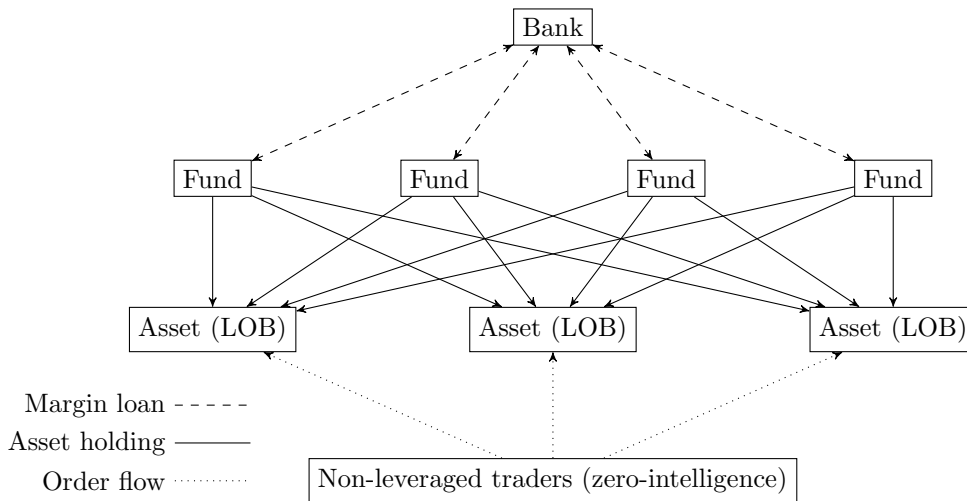 Bank
Fund
Fund
Fund
Fund
Asset (LOB)
Asset (LOB)
Asset (LOB)
Margin loan
Asset holding
Order flow
Non-leveraged traders (zero-intelligence)